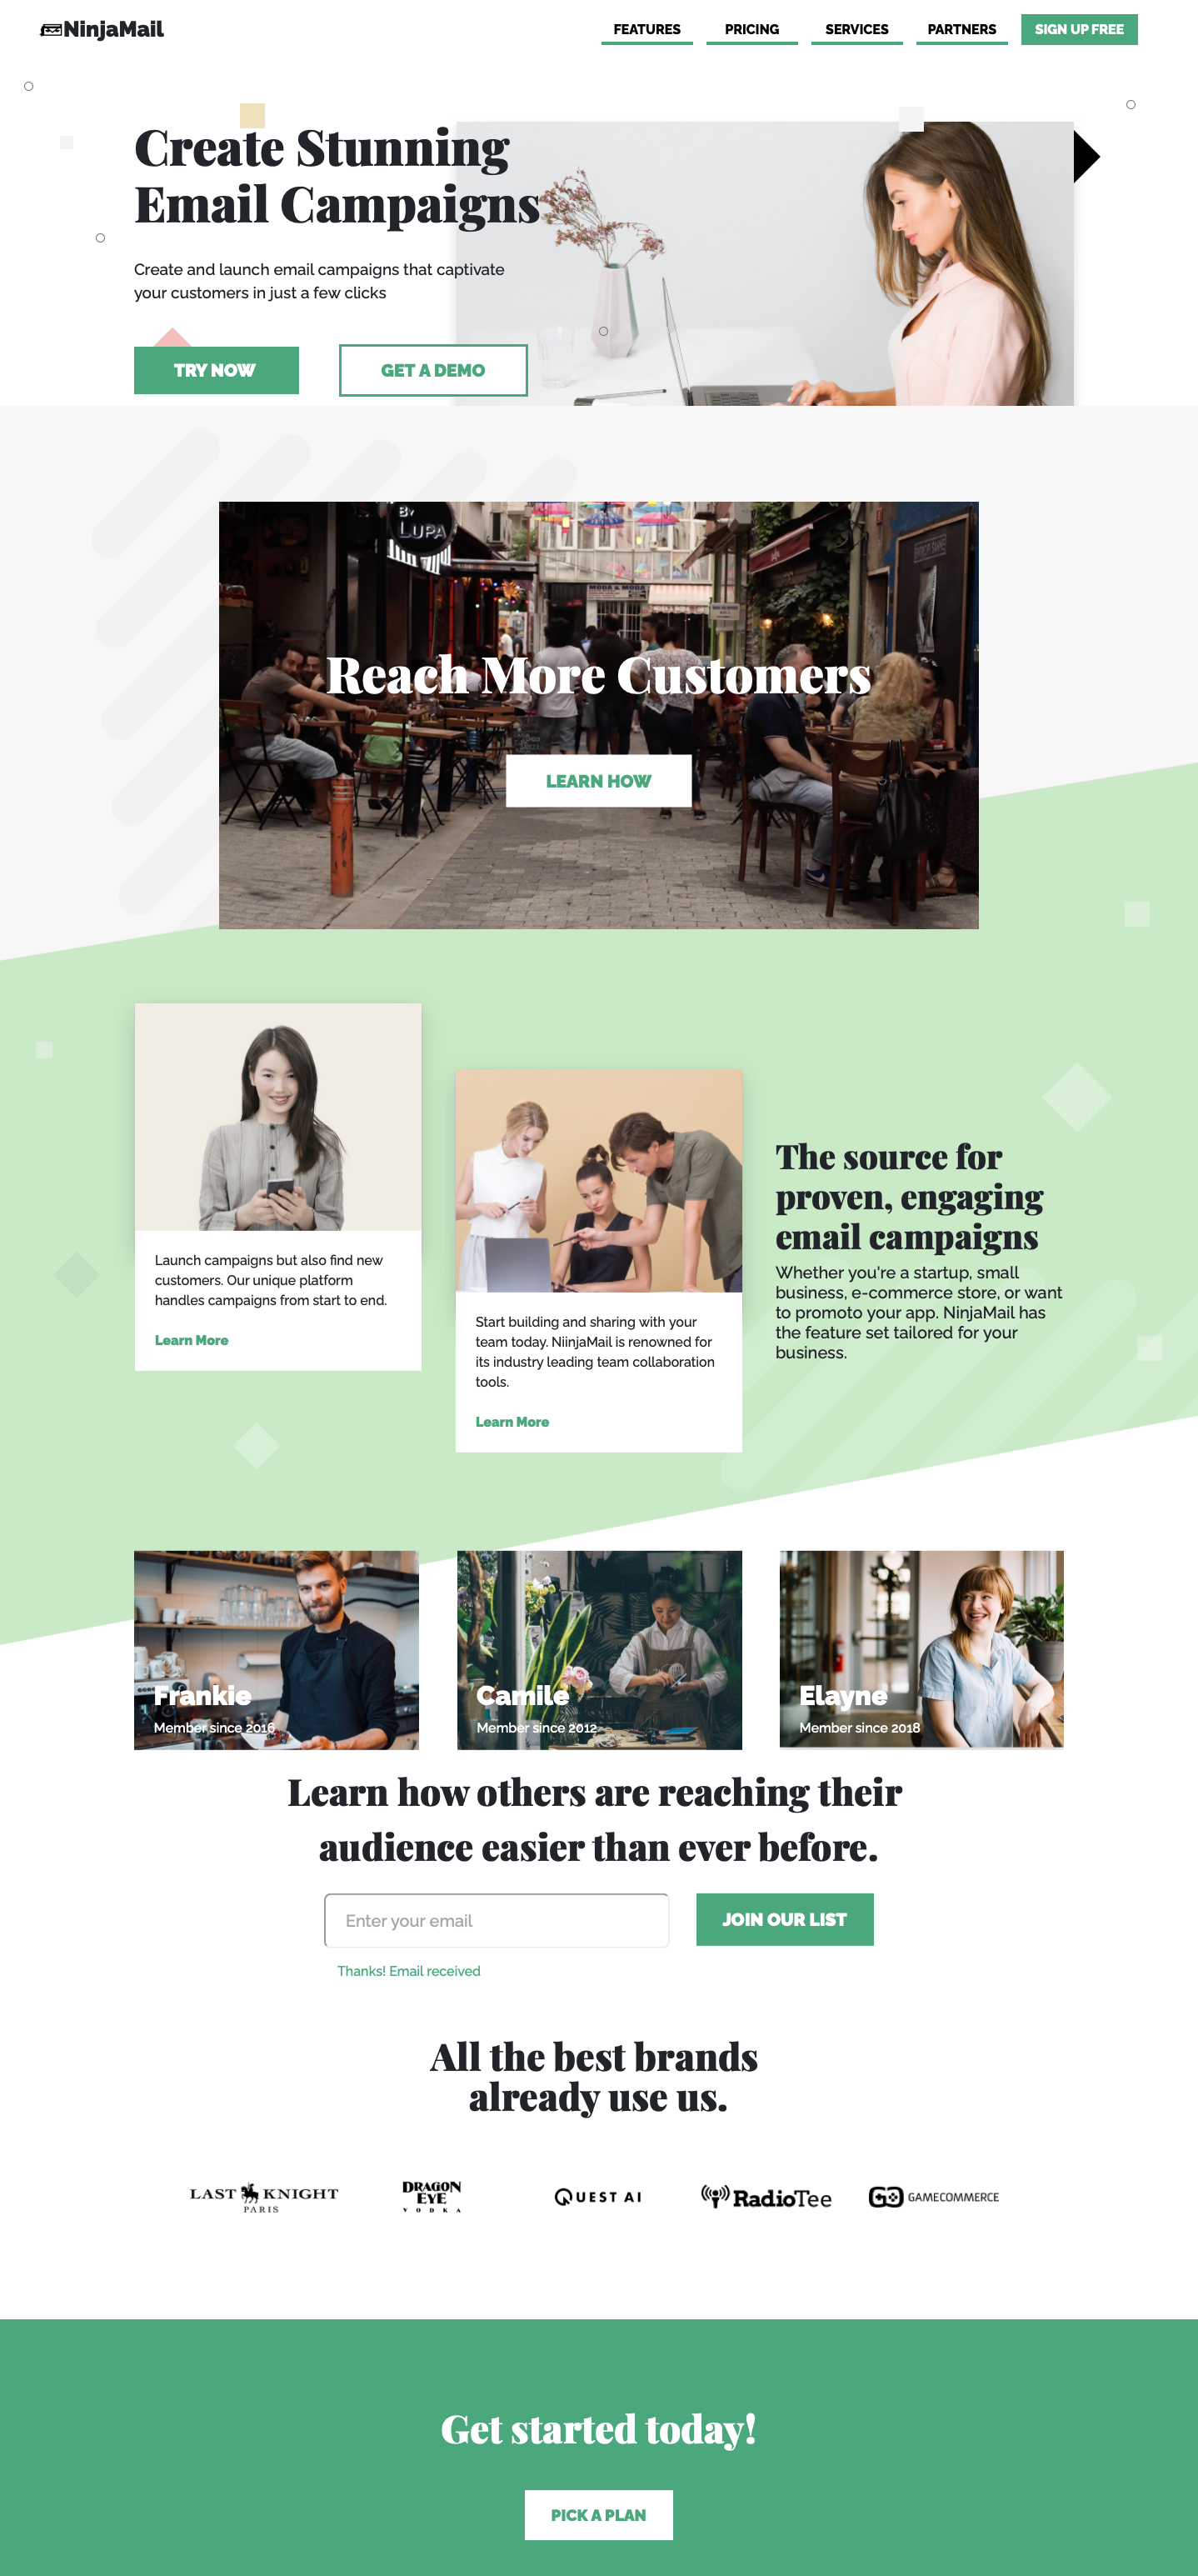 NinjaMail
FEATURES
PRICING
SERVICES
PARTNERS
SIGN UP FREE
Create Stunning
Email Campaigns
Create and launch email campaigns that captivate
your customers in just a few clicks
TRY NOW
GET A DEMO
BY
LUPA
MODA & MODA
Reach More Customers
LEARN HOW
Launch campaigns but also find new
customers. Our unique platform
handles campaigns from start to end.
Learn More
Start building and sharing with your
team today. NiinjaMail is renowned for
its industry leading team collaboration
tools.
Learn More
The source for
proven, engaging
email campaigns
Whether you're a startup, small
business, e-commerce store, or want
to promoto your app. NinjaMail has
the feature set tailored for your
business.
Frankie
Member since 2016
Camile
Member since 2012
Elayne
Member since 2018
Learn how others are reaching their
audience easier than ever before.
Enter your email
JOIN OUR LIST
Thanks! Email received
All the best brands
already use us.
LAST KNIGHT
PARIS
DRAGON
EYE
VODKA
QUEST AI
RadioTee
GAMECOMMERCE
Get started today!
PICK A PLAN